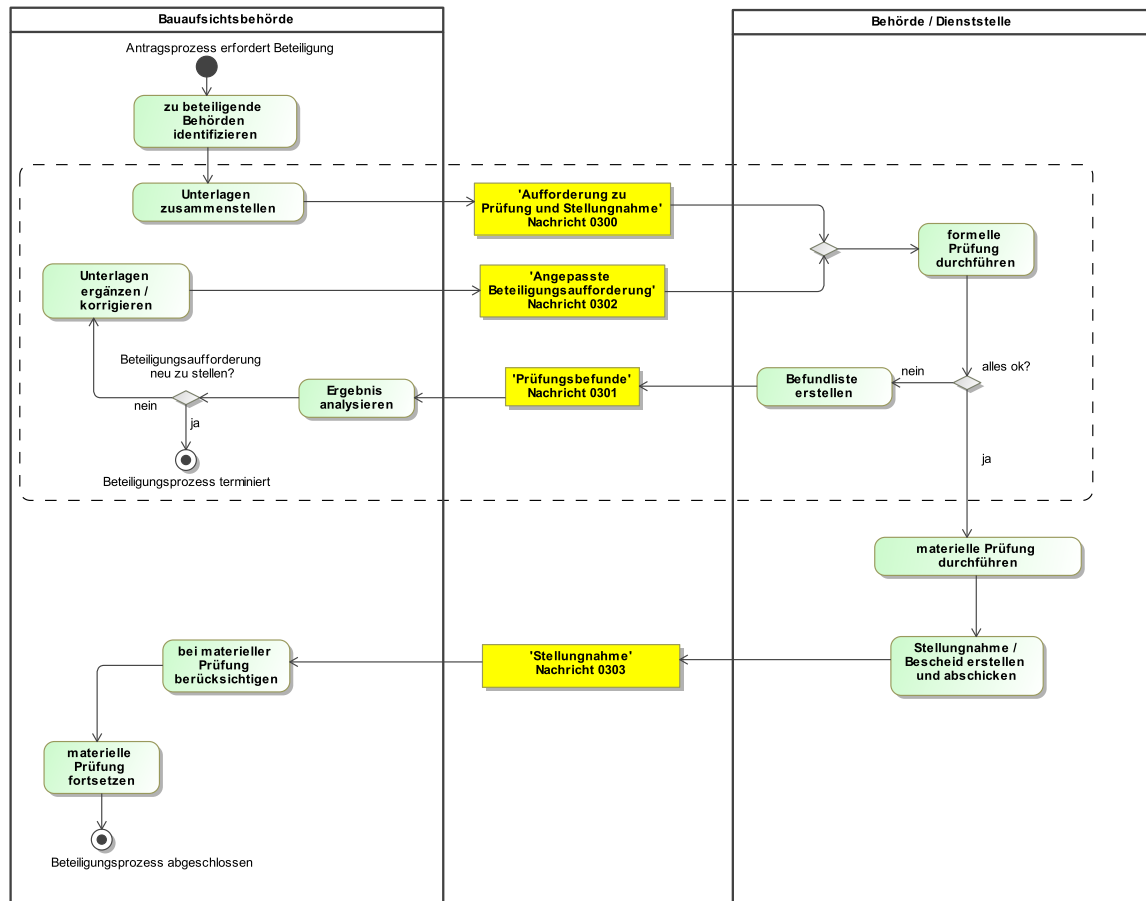 Bauaufsichtsbehörde
Behörde / Dienststelle
Antragsprozess erfordert Beteiligung
zu beteiligende
Behörden
identifizieren
Unterlagen
zusammenstellen
'Aufforderung zu
Prüfung und Stellungnahme'
Nachricht 0300
formelle
Prüfung
durchführen
Unterlagen
ergänzen /
korrigieren
'Angepasste
Beteiligungsaufforderung'
Nachricht 0302
Beteiligungsaufforderung
neu zu stellen?
nein
ja
Ergebnis
analysieren
'Prüfungsbefunde'
Nachricht 0301
Befundliste
erstellen
nein
alles ok?
ja
Beteiligungsprozess terminiert
materielle Prüfung
durchführen
Stellungnahme /
Bescheid erstellen
und abschicken
'Stellungnahme'
Nachricht 0303
bei materieller
Prüfung
berücksichtigen
materielle
Prüfung
fortsetzen
Beteiligungsprozess abgeschlossen